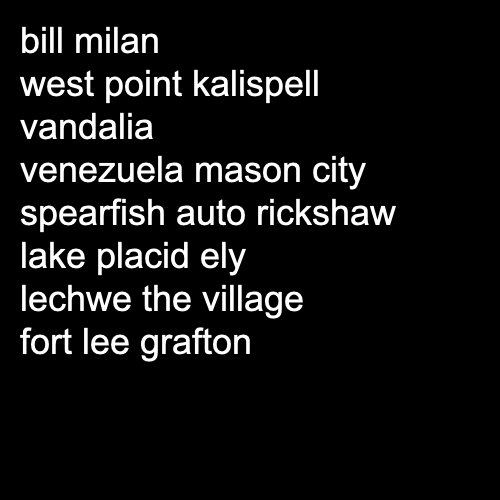 bill milan
west point kalispell
vandalia
venezuela mason city
spearfish auto rickshaw
lake placid ely
lechwe the village
fort lee grafton